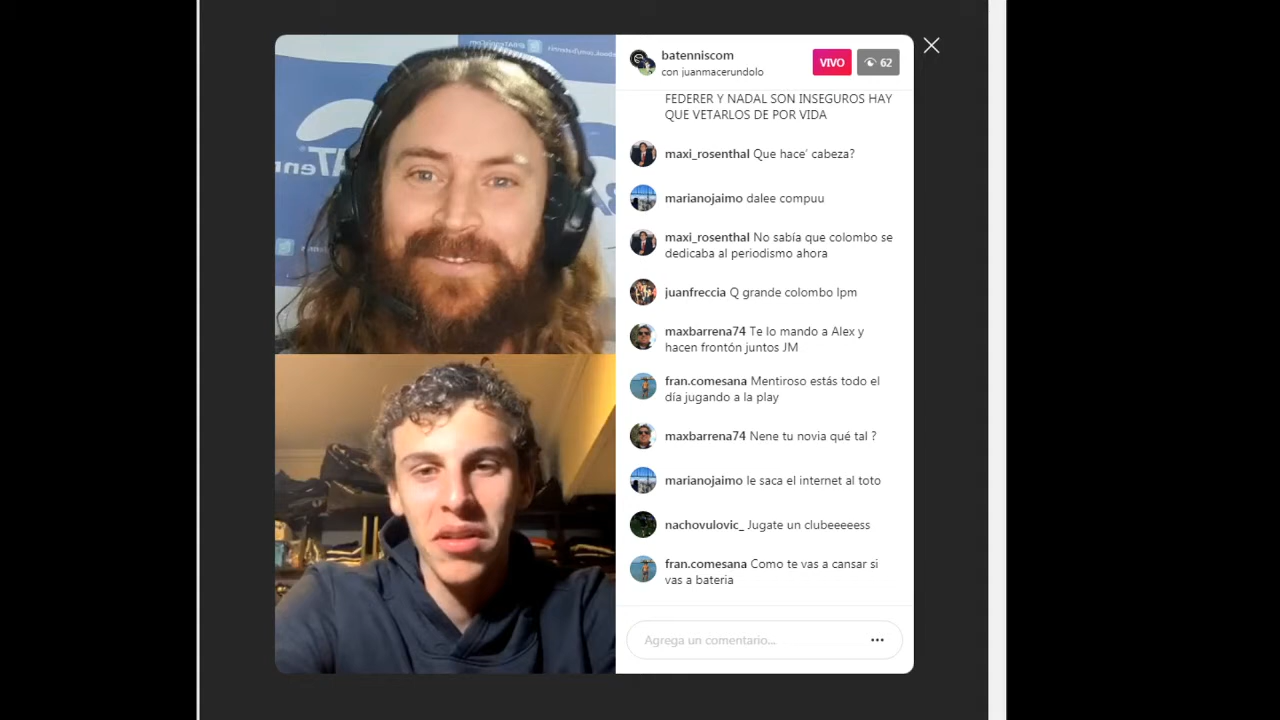 batenniscom
con juanmacerundolo
VIVO
62
FEDERER Y NADAL SON INSEGUROS HAY
QUE VETARLOS DE POR VIDA
maxi_rosenthal Que hace' cabeza?
marianojaimo dalee compuu
maxi_rosenthal No sabía que colombo se
dedicaba al periodismo ahora
juanfreccia Q grande colombo lpm
maxbarrena74 Te lo mando a Alex y
hacen frontón juntos JM
fran.comesana Mentiroso estás todo el
día jugando a la play
maxbarrena74 Nene tu novia qué tal ?
marianojaimo le saca el internet al toto
nachovulovic_ Jugate un clubeeeeess
fran.comesana Como te vas a cansar si
vas a bateria
Agrega un comentario...